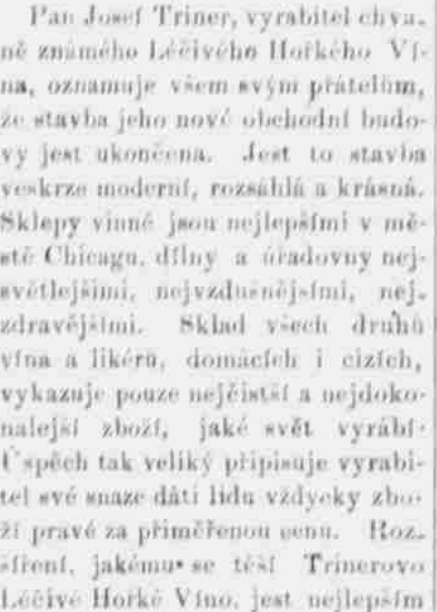 Pan Josef Triner, vyrabitel chva-
ně známého Léčivého Hořkého Ví-
na, oznamuje všem svým přátelům,
že stavba jeho nové obchodní budo-
vy jest ukončena. Jest to stavba
veskrze moderní, rozsáhlá a krásná.
Sklepy vinné jsou nejlepšími v mě-
stě Chicagu, dílny a úřadovny nej-
světlejšími, nejvzdušnějšími, nej-
zdravějšími. Sklad všech druhů
vína a likérů, domácích i cizích,
vykazuje pouze nejčistší a nejdoko-
nalejší zboží, jaké svět vyrábí.
Úspěch tak veliký připisuje vyrabi-
tel své snaze dáti lidu vždycky zbo-
ží pravé za přiměřenou cenu. Roz-
šíření, jakému se těší Trinerovo
Léčivé Hořké Víno, jest nejlepším